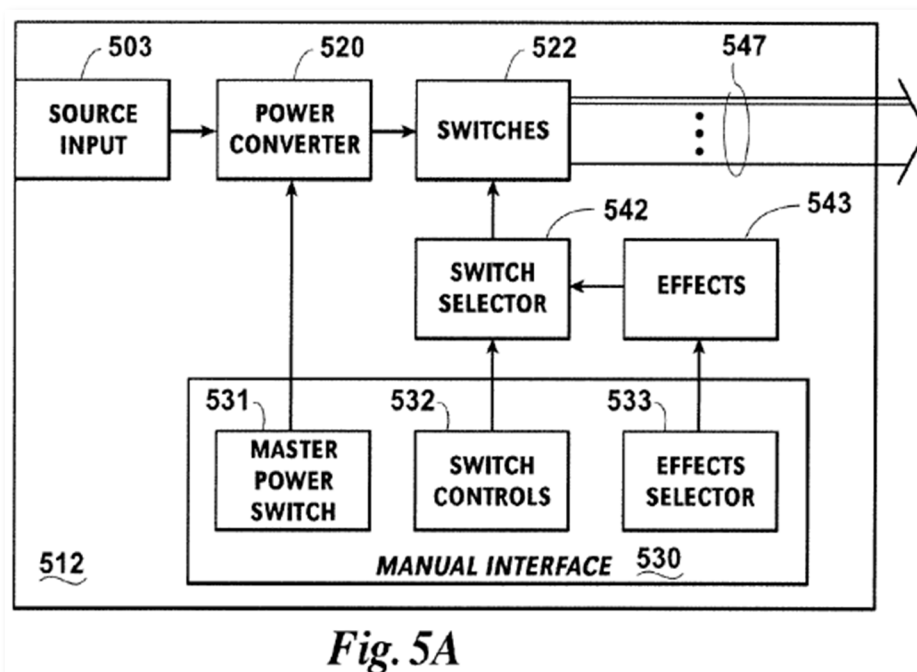 503
520
522
547
SOURCE
INPUT
POWER
CONVERTER
SWITCHES
542
543
SWITCH
SELECTOR
EFFECTS
531
532
533
MASTER
POWER
SWITCH
SWITCH
CONTROLS
EFFECTS
SELECTOR
512
MANUAL INTERFACE 530
Fig. 5A